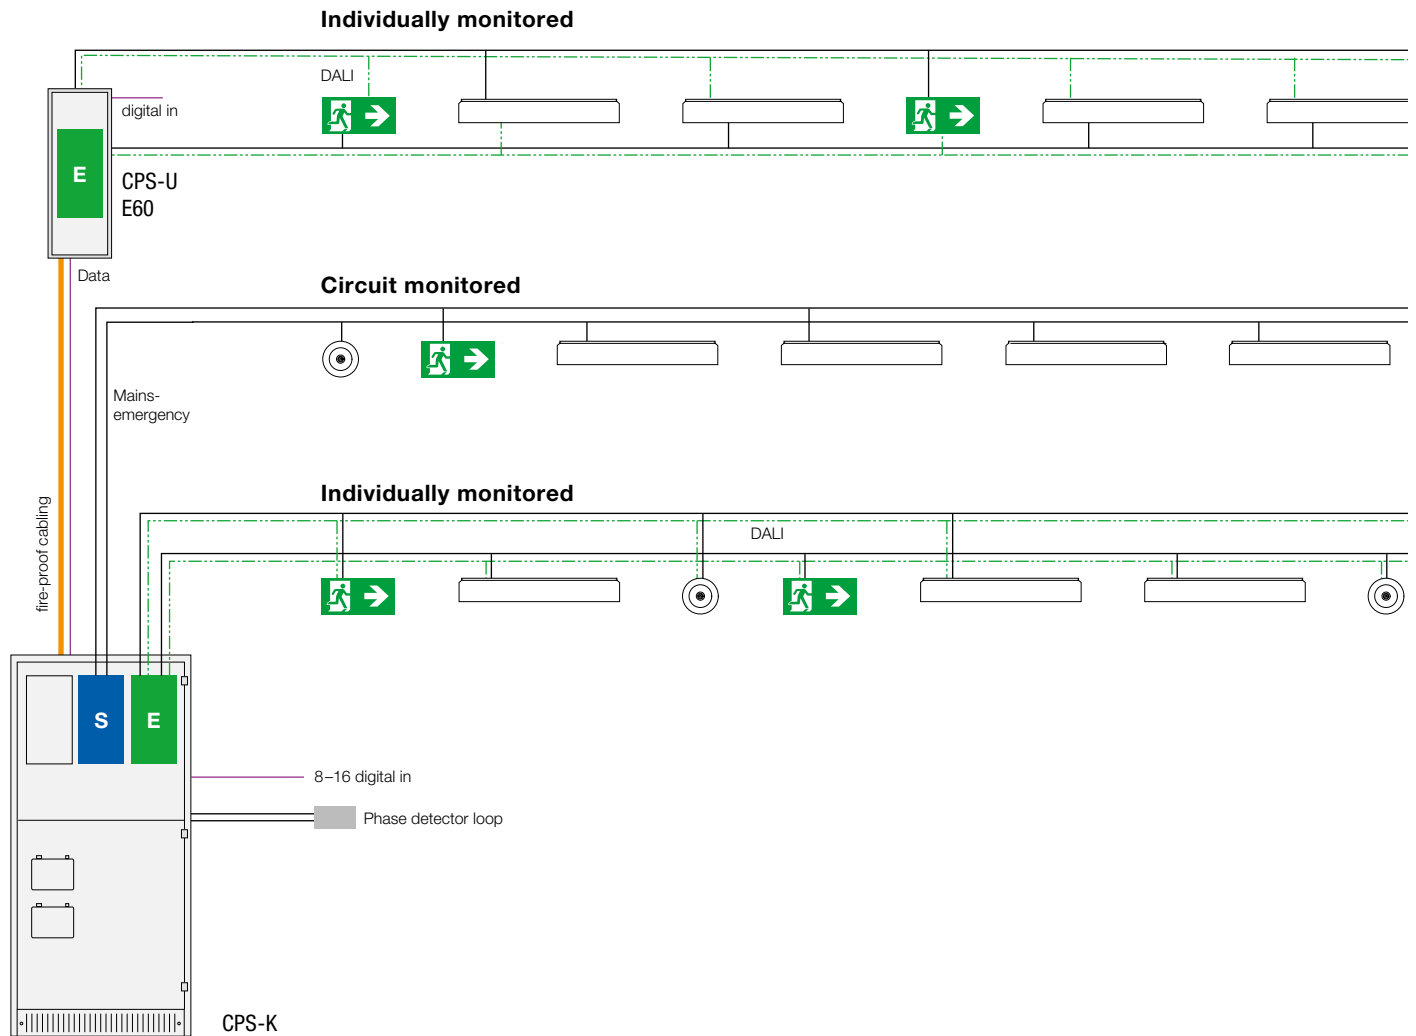 Individually monitored
DALI
digital in
E
CPS-U
E60
Data
Circuit monitored
Mains-
emergency
Individually monitored
DALI
fire-proof cabling
S
E
8–16 digital in
Phase detector loop
CPS-K